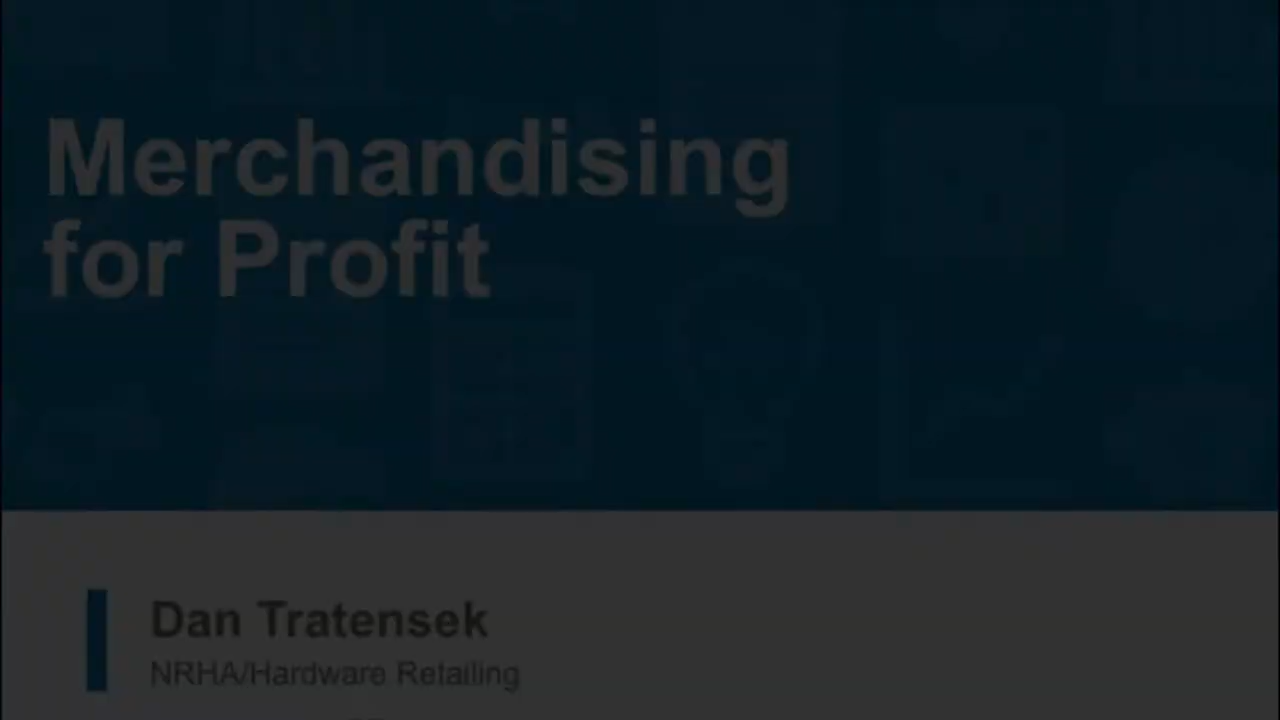 Merchandising
for Profit
Dan Tratensek
NRHA/Hardware Retailing